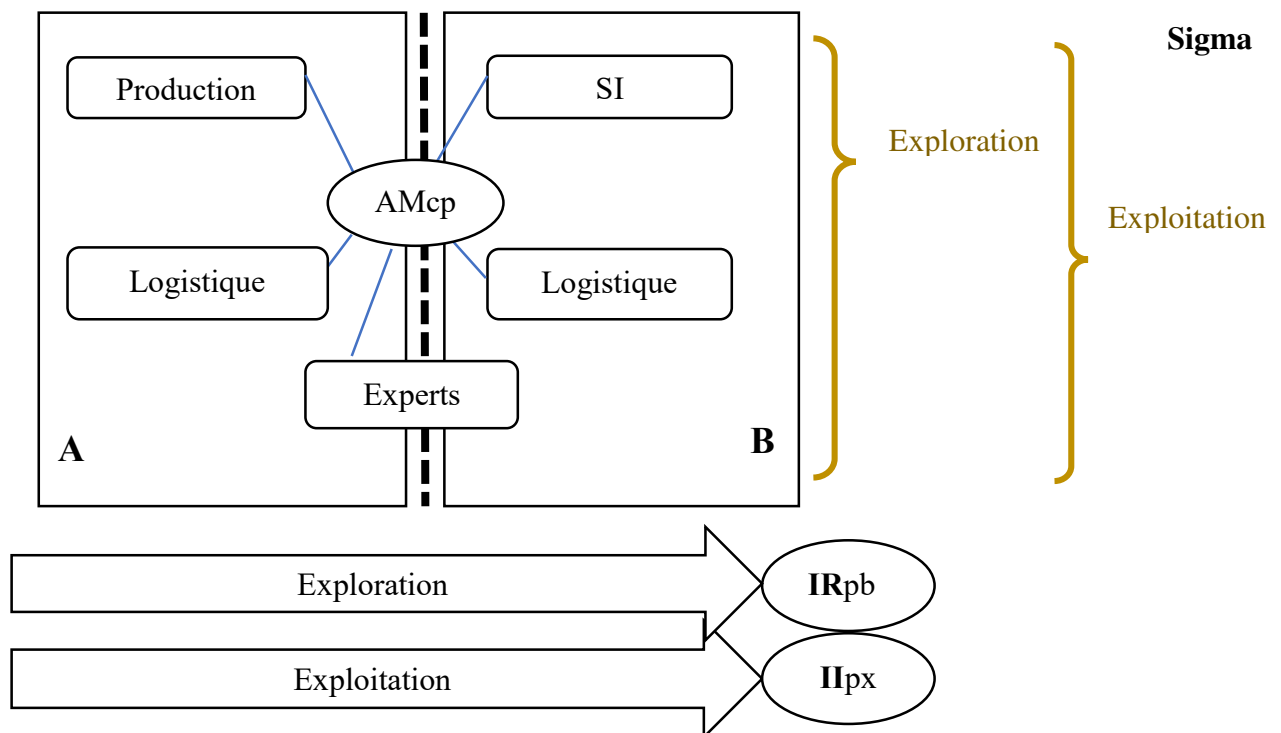 Sigma
Production
SI
Exploration
AMcp
Exploitation
Logistique
Logistique
Experts
A
B
Exploration
IRpb
Exploitation
IIpx